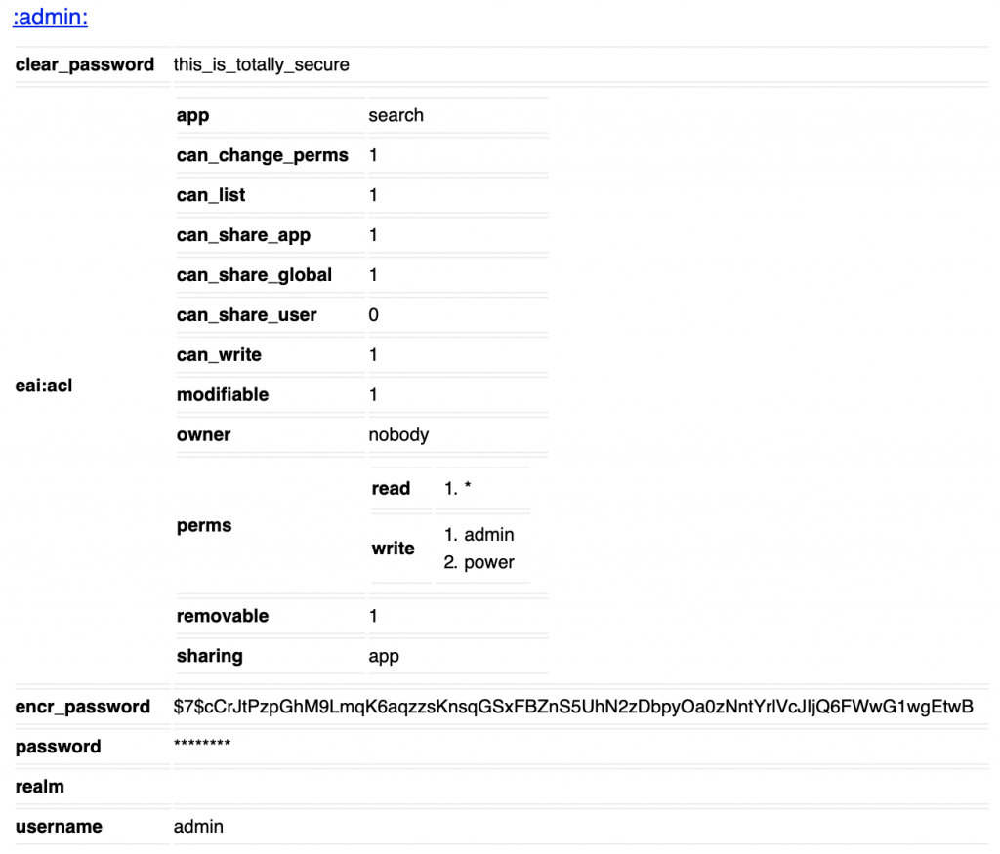 :admin:
clear_password this_is_totally_secure
app search
can_change_perms 1
can_list 1
can_share_app 1
can_share_global 1
can_share_user 0
can_write 1
eai:acl
modifiable 1
owner nobody
read 1. *
perms
write 1. admin
2. power
removable 1
sharing app
encr_password $7$cCrJtPzpGhM9LmqK6aqzzsKnsqGSxFBZnS5UhN2zDbpyOa0zNntYrlVcJIjQ6FWwG1wgEtwB
password ********
realm
username admin